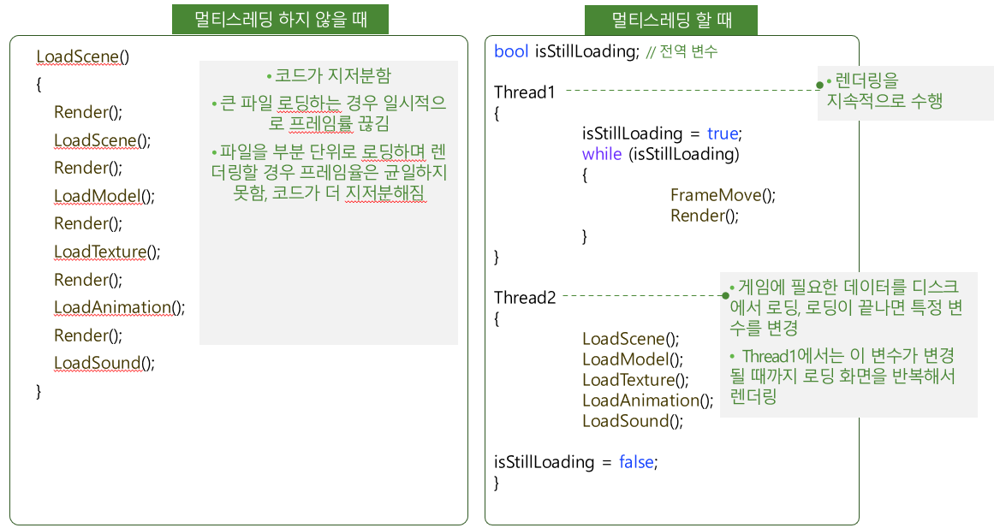 멀티스레딩 하지 않을 때
LoadScene()
{
Render();
LoadScene();
Render();
LoadModel();
Render();
LoadTexture();
Render();
LoadAnimation();
Render();
LoadSound();
}
• 코드가 지저분함
• 큰 파일 로딩하는 경우 일시적으
로 프레임률 끊김
• 파일을 부분 단위로 로딩하며 렌
더링할 경우 프레임율은 균일하지
못함, 코드가 더 지저분해짐
멀티스레딩 할 때
bool isStillLoading; // 전역 변수
Thread1
{
isStillLoading = true;
while (isStillLoading)
{
FrameMove();
Render();
}
}
• 렌더링을
지속적으로 수행
Thread2
{
LoadScene();
LoadModel();
LoadTexture();
LoadAnimation();
LoadSound();
isStillLoading = false;
}
• 게임에 필요한 데이터를 디스크
에서 로딩, 로딩이 끝나면 특정 변
수를 변경
• Thread1에서는 이 변수가 변경
될 때까지 로딩 화면을 반복해서
렌더링